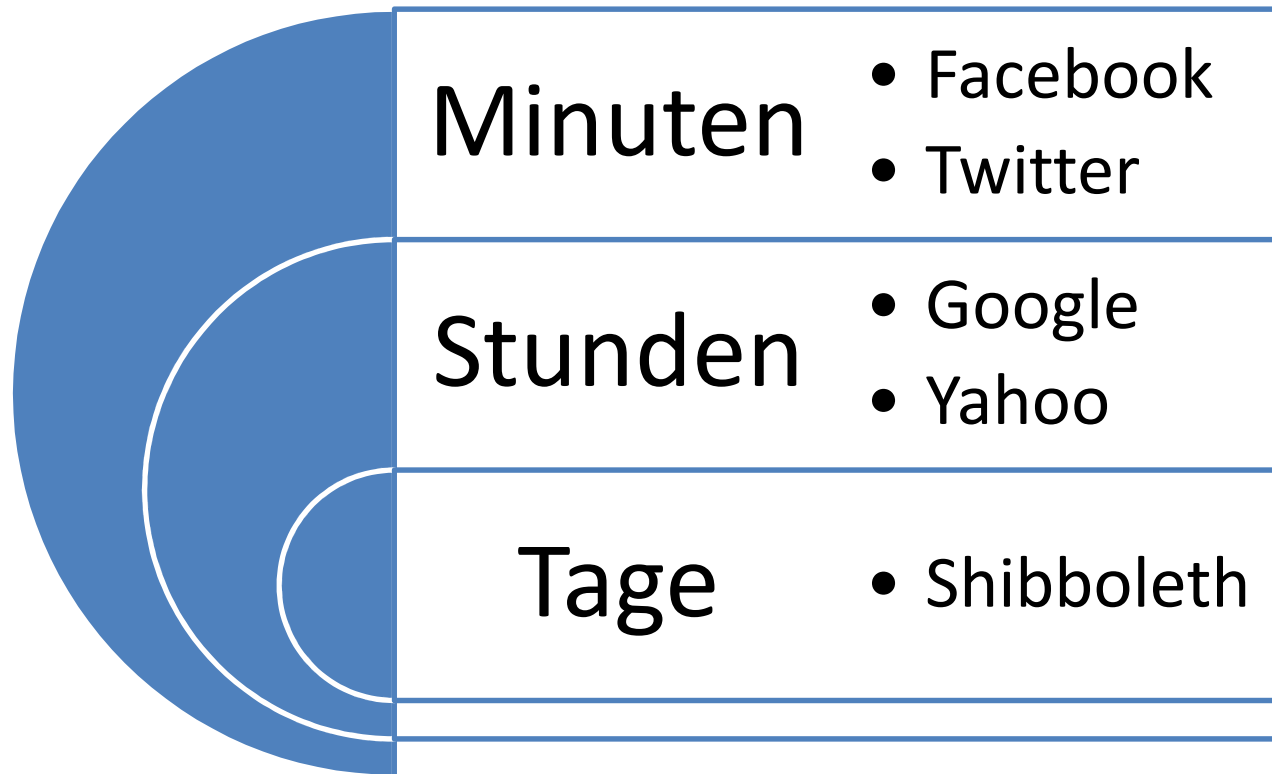 Minuten
• Facebook
• Twitter
Stunden
• Google
• Yahoo
Tage
• Shibboleth